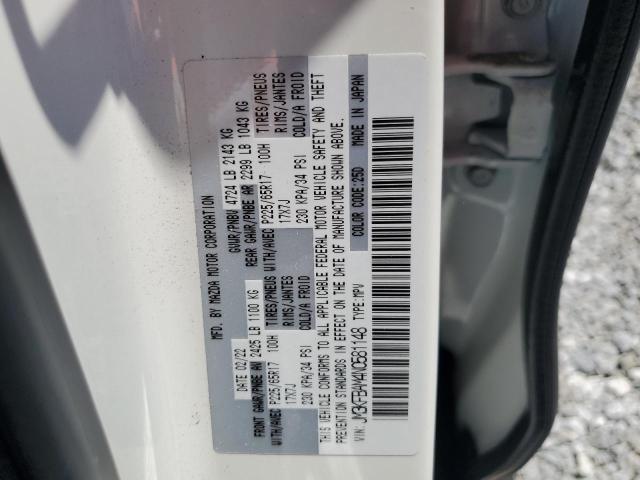 MFD. BY MAZDA MOTOR CORPORATION
DATE 02/22 GVWR/PNBV 4724 LB 2143 KG
FRONT GAWR/PNBE AV 2425 LB 1100 KG REAR GAWR/PNBE AR 2299 LB 1043 KG
WITH/AVEC P225/65R17 100H TIRES/PNEUS WITH/AVEC P225/65R17 100H TIRES/PNEUS
17X7J RIMS/JANTES 17X7J RIMS/JANTES
230 KPA/34 PSI COLD/A FROID 230 KPA/34 PSI COLD/A FROID
THIS VEHICLE CONFORMS TO ALL APPLICABLE FEDERAL MOTOR VEHICLE SAFETY AND THEFT
PREVENTION STANDARDS IN EFFECT ON THE DATE OF MANUFACTURE SHOWN ABOVE.
VIN: TYPE: MPV COLOR CODE: 25D MADE IN JAPAN